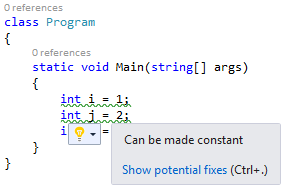 0 references
class Program
{
0 references
static void Main(string[] args)
{
int i = 1;
int j = 2;
i =
}
}
Can be made constant
Show potential fixes (Ctrl+.)